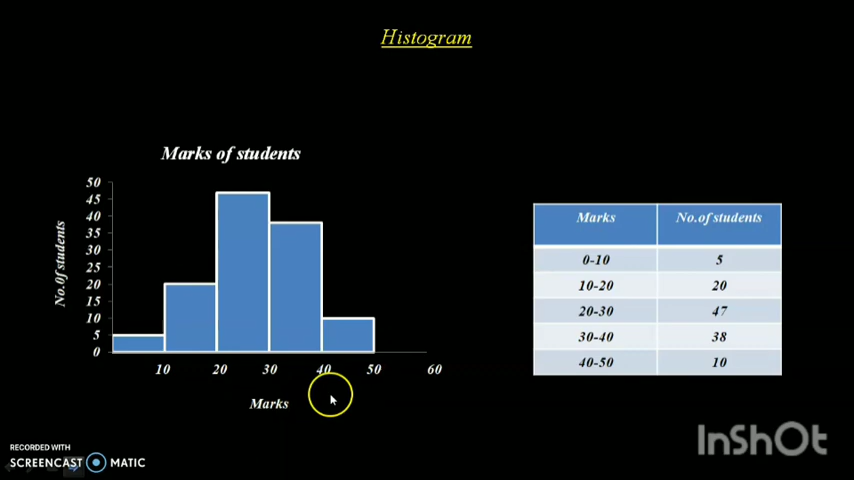 Histogram
Marks of students
50
45
40
35
30
25
20
15
10
5
0
No.0f students
10 20 30 40 50 60
Marks
Marks No.of students
0-10 5
10-20 20
20-30 47
30-40 38
40-50 10
RECORDED WITH
SCREENCAST MATIC
InShOt